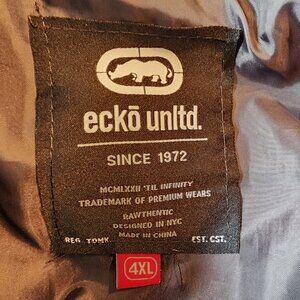 eckō unltd.
SINCE 1972
MCMLXXII 'TIL INFINITY
TRADEMARK OF PREMIUM WEARS
RAWTHENTIC
DESIGNED IN NYC
MADE IN CHINA
REG. TDMK. EST. CST.
4XL